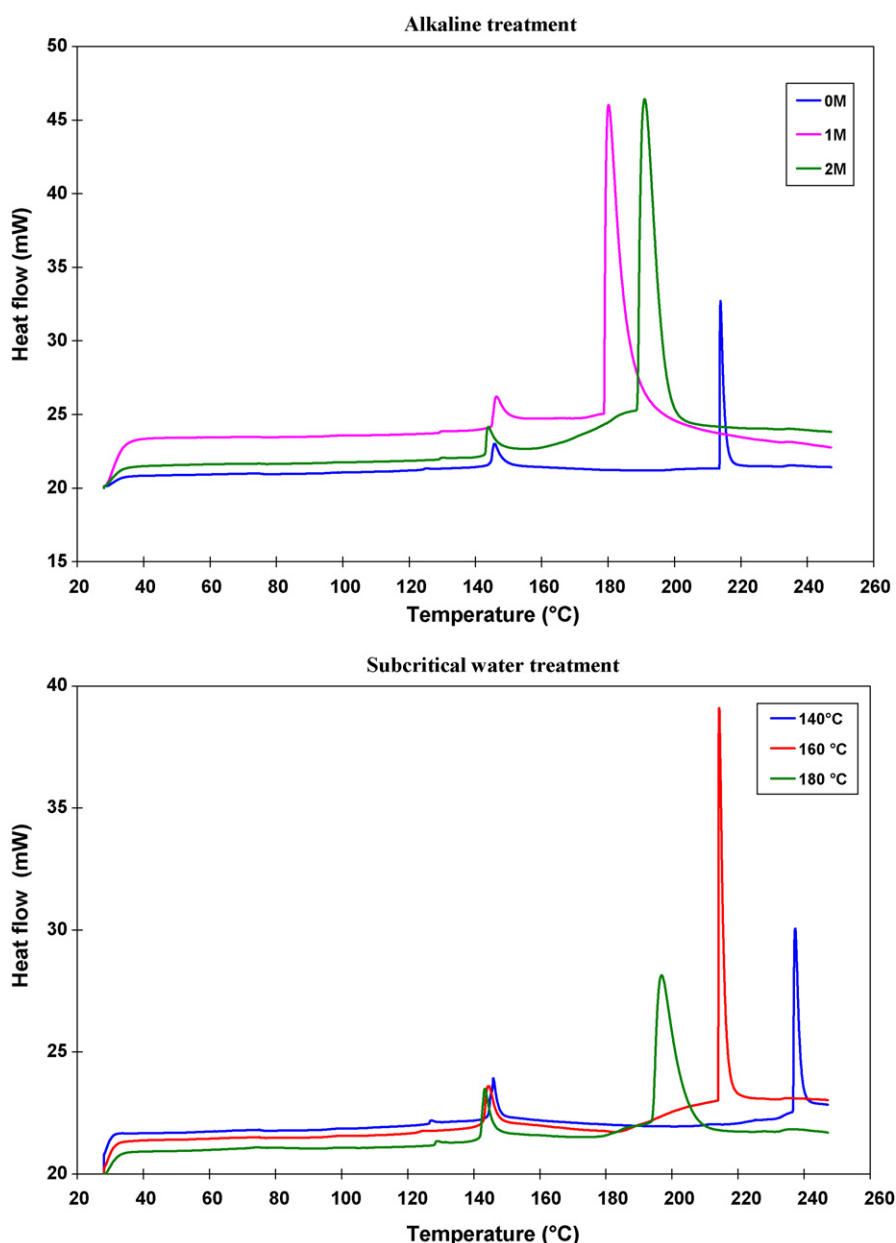 Alkaline treatment
50
45
40
35
30
25
20
15
Heat flow (mW)
0M
1M
2M
20 40 60 80 100 120 140 160 180 200 220 240 260
Temperature (°C)
Subcritical water treatment
40
35
30
25
20
Heat flow (mW)
140°C
160 °C
180 °C
20 40 60 80 100 120 140 160 180 200 220 240 260
Temperature (°C)